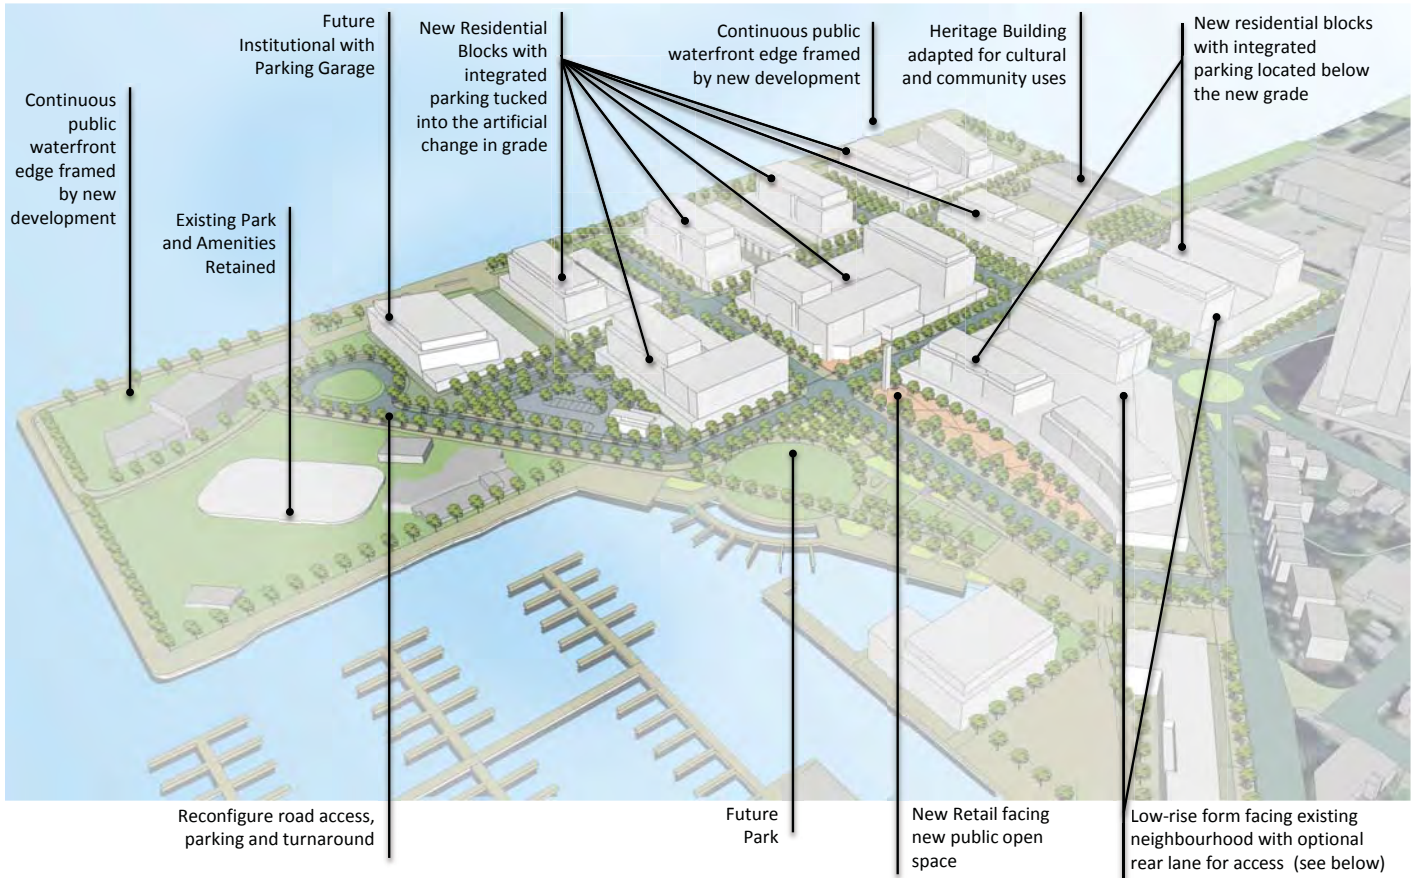 Future
Institutional with
Parking Garage
New Residential
Blocks with
integrated
parking tucked
into the artificial
change in grade
Continuous public
waterfront edge framed
by new development
Heritage Building
adapted for cultural
and community uses
New residential blocks
with integrated
parking located below
the new grade
Continuous
public
waterfront
edge framed
by new
development
Existing Park
and Amenities
Retained
Reconfigure road access,
parking and turnaround
Future
Park
New Retail facing
new public open
space
Low-rise form facing existing
neighbourhood with optional
rear lane for access (see below)